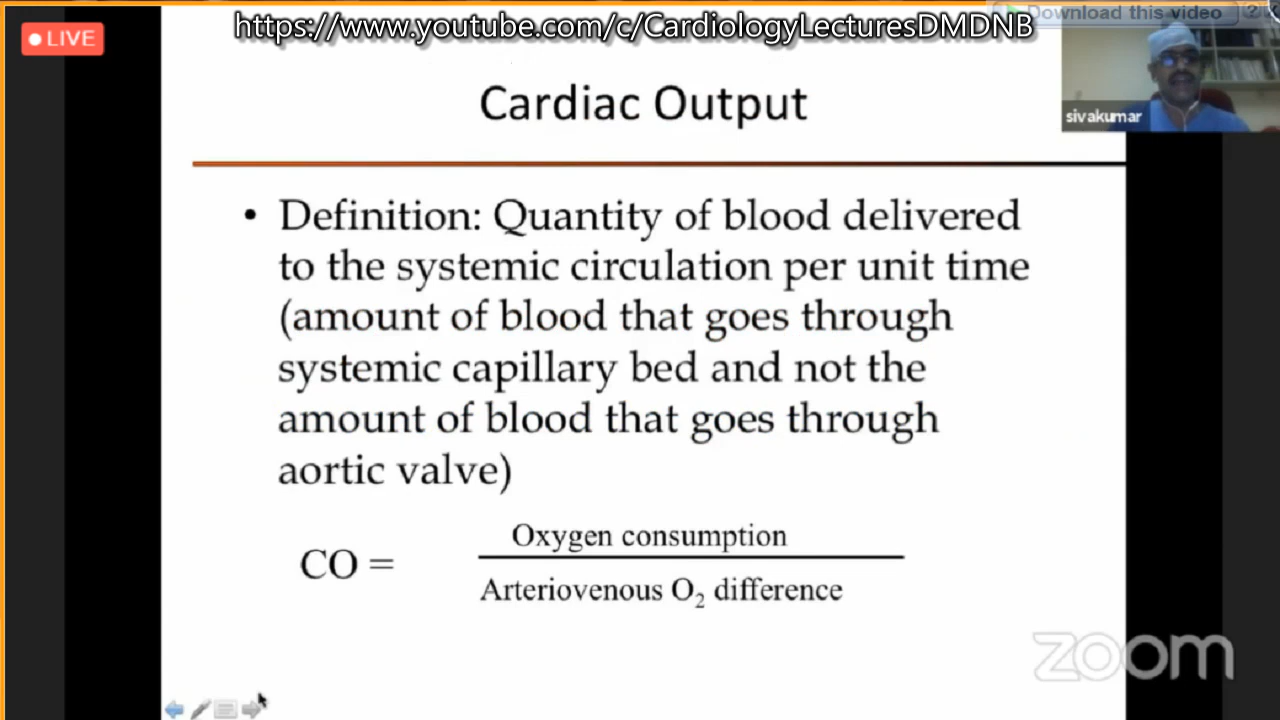 https://www.youtube.com/c/CardiologyLecturesDMDNB
Download this video
LIVE
sivakumar
Cardiac Output
• Definition: Quantity of blood delivered
to the systemic circulation per unit time
(amount of blood that goes through
systemic capillary bed and not the
amount of blood that goes through
aortic valve)
Oxygen consumption
CO =
Arteriovenous O₂ difference
zoom